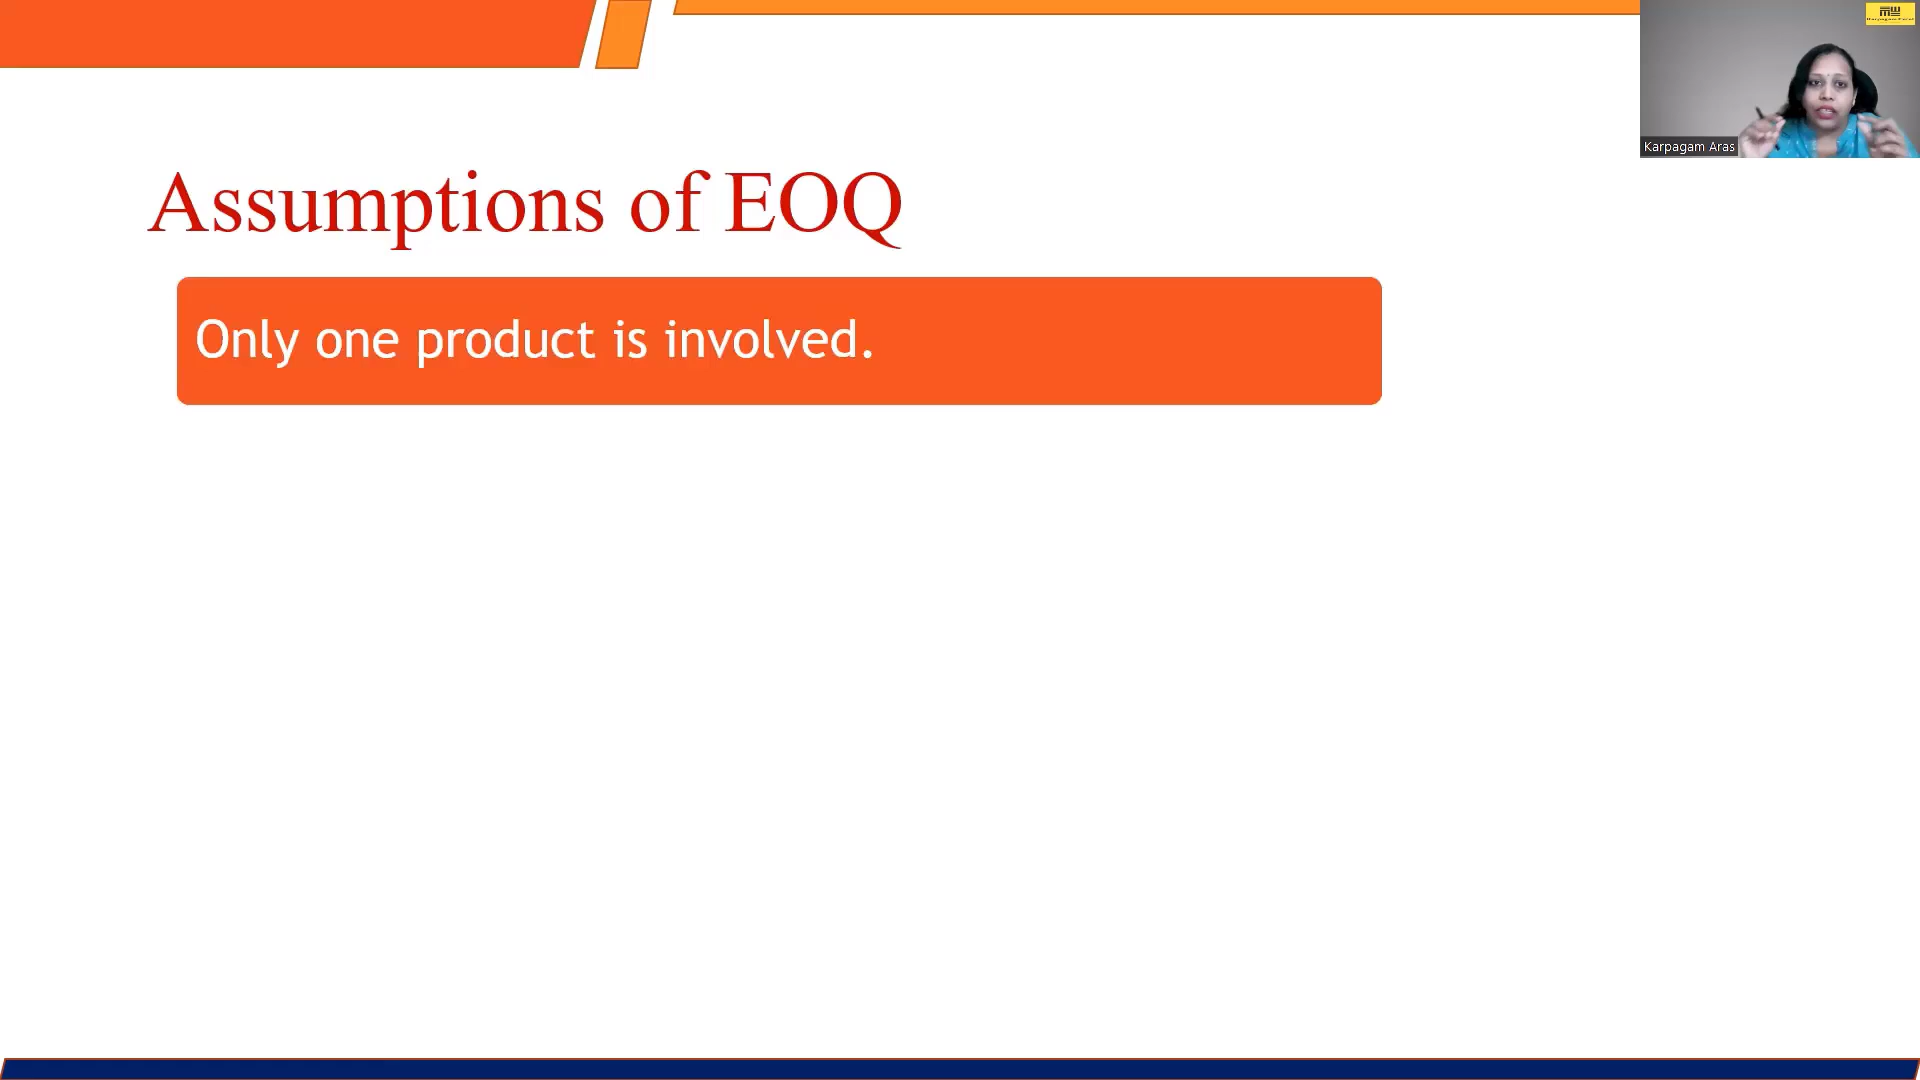 Karpagam Aras
Assumptions of EOQ
Only one product is involved.